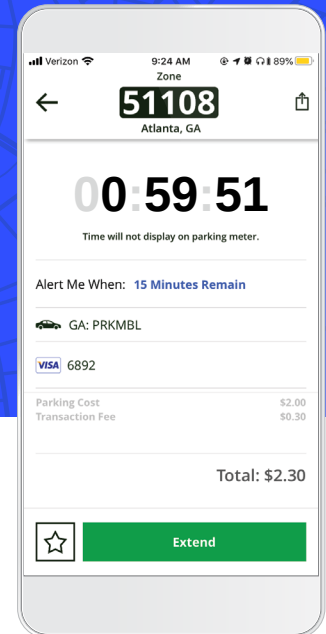 Verizon 9:24 AM 89%
Zone
51108
Atlanta, GA
00:59:51
Time will not display on parking meter.
Alert Me When: 15 Minutes Remain
GA: PRKMBL
VISA 6892
Parking Cost $2.00
Transaction Fee $0.30
Total: $2.30
Extend